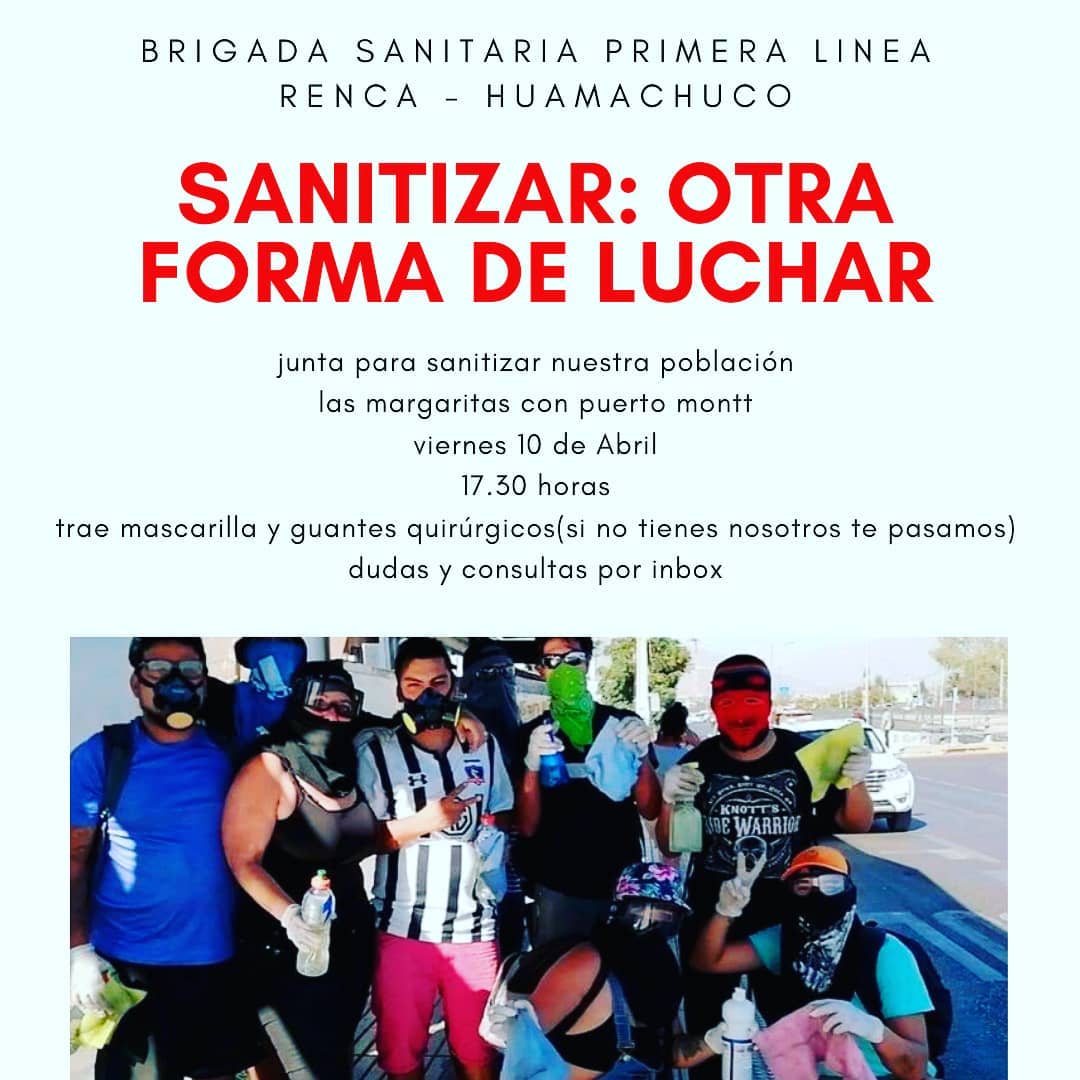 BRIGADA SANITARIA PRIMERA LINEA
RENCA - HUAMACHUCO
SANITIZAR: OTRA
FORMA DE LUCHAR
junta para sanitizar nuestra población
las margaritas con puerto montt
viernes 10 de Abril
17.30 horas
trae mascarilla y guantes quirúrgicos(si no tienes nosotros te pasamos)
dudas y consultas por inbox
KNOTT'S
WARRIOR